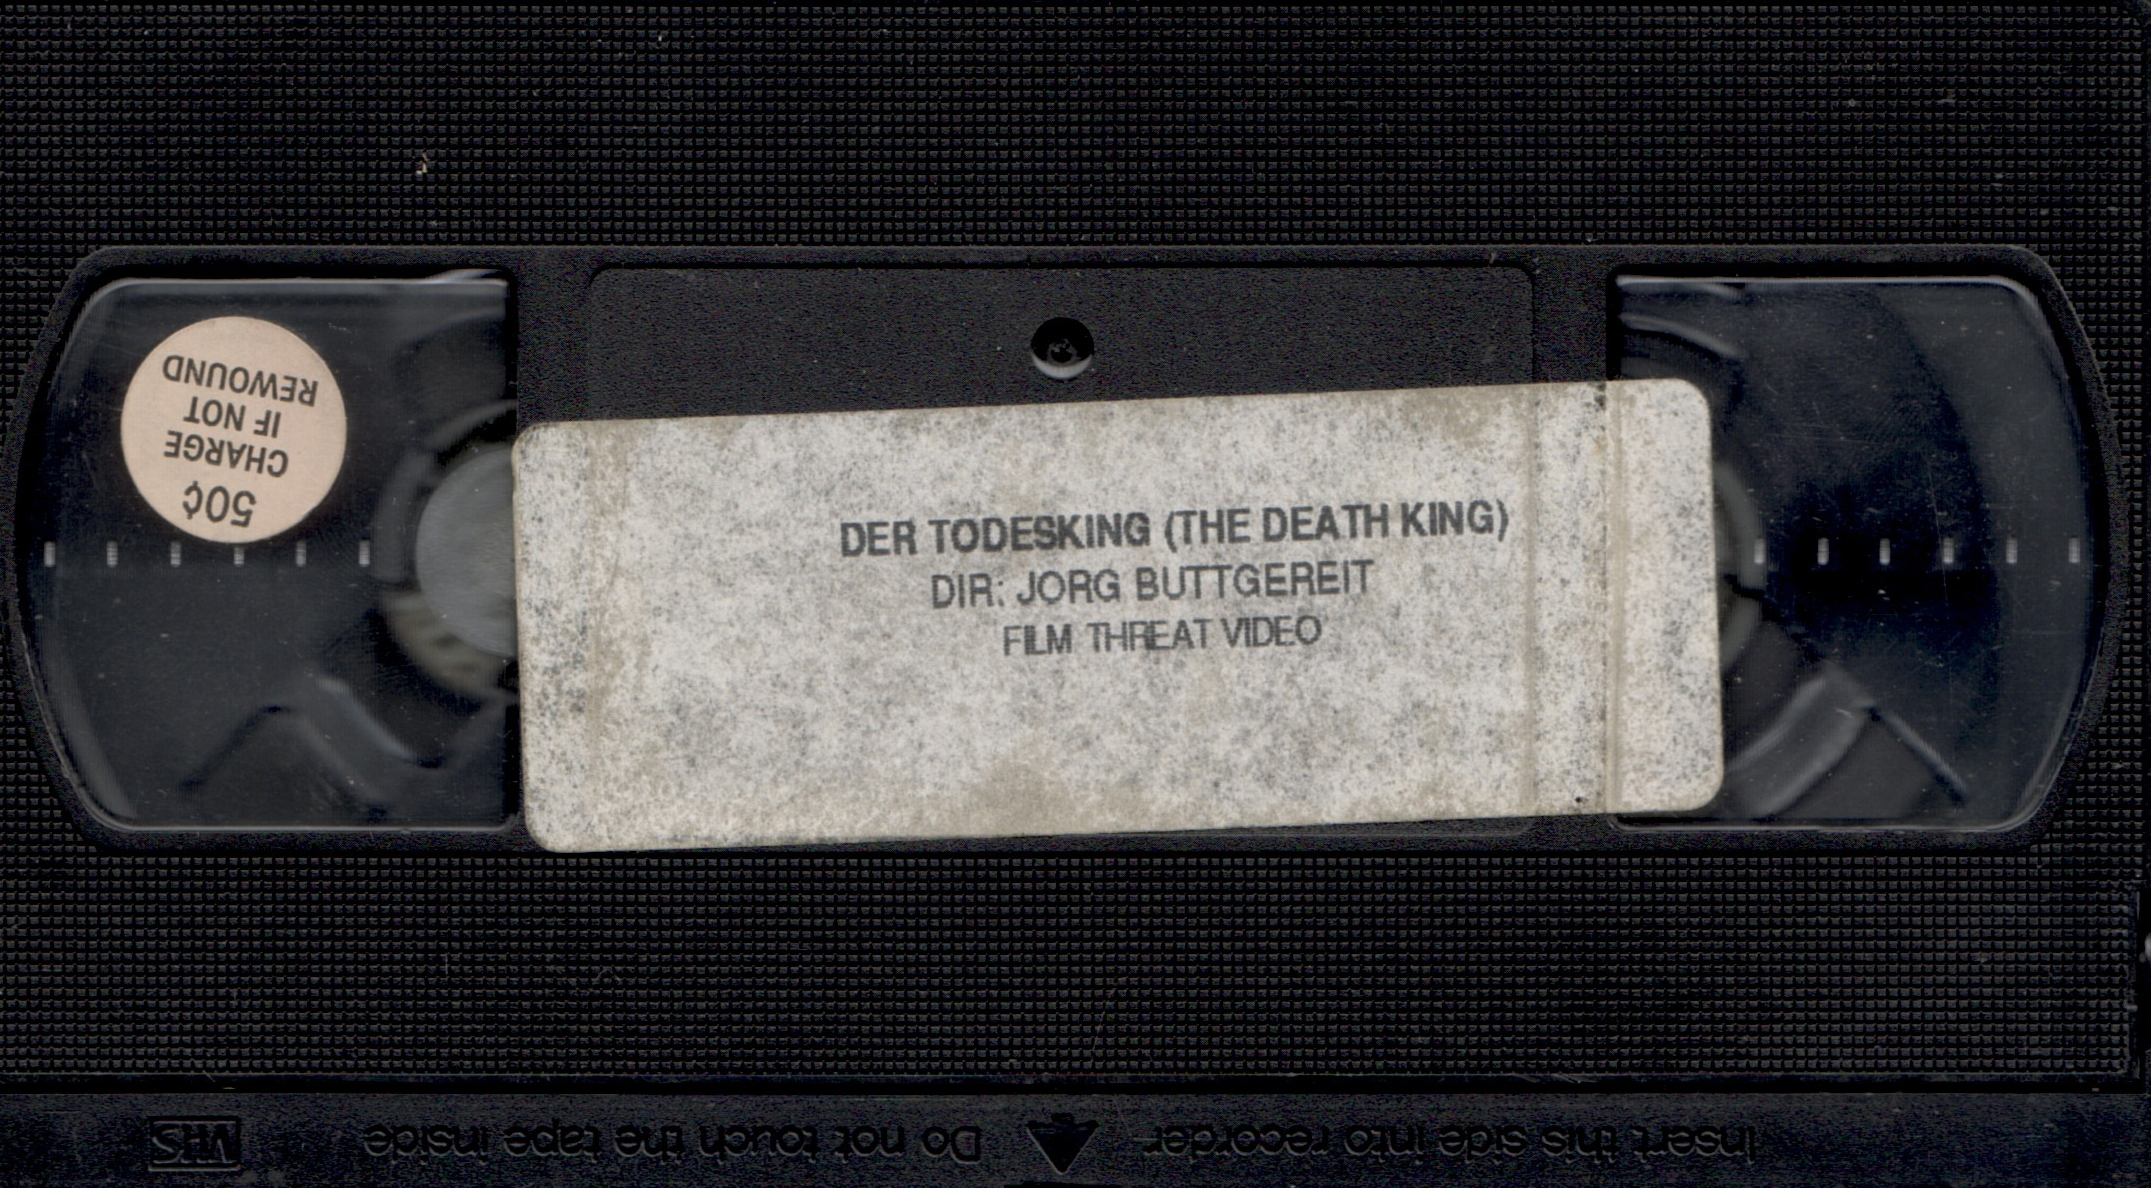 DER TODESKING (THE DEATH KING)
DIR: JORG BUTTGEREIT
FILM THREAT VIDEO
50¢
CHARGE
IF NOT
REWOUND
Insert this side into recorder
Do not touch the tape inside
VHS